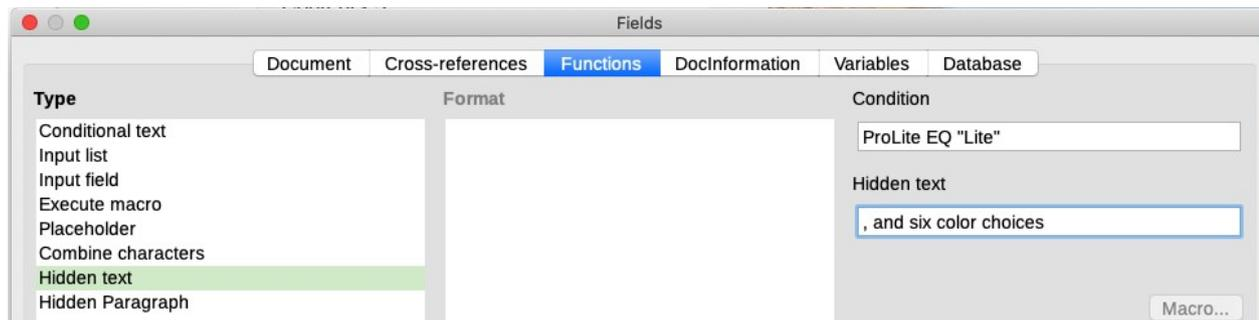 Fields
Document Cross-references Functions DocInformation Variables Database
Type
Conditional text
Input list
Input field
Execute macro
Placeholder
Combine characters
Hidden text
Hidden Paragraph
Format
Condition
ProLite EQ "Lite"
Hidden text
, and six color choices
Macro...